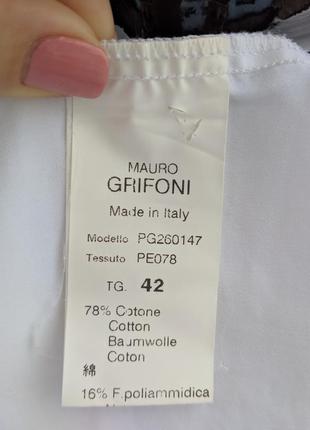 MAURO
GRIFONI
Made in Italy
Modello PG260147
Tessuto PE078
TG. 42
78% Cotone
Cotton
Baumwolle
Coton
綿
16% F.poliammidica